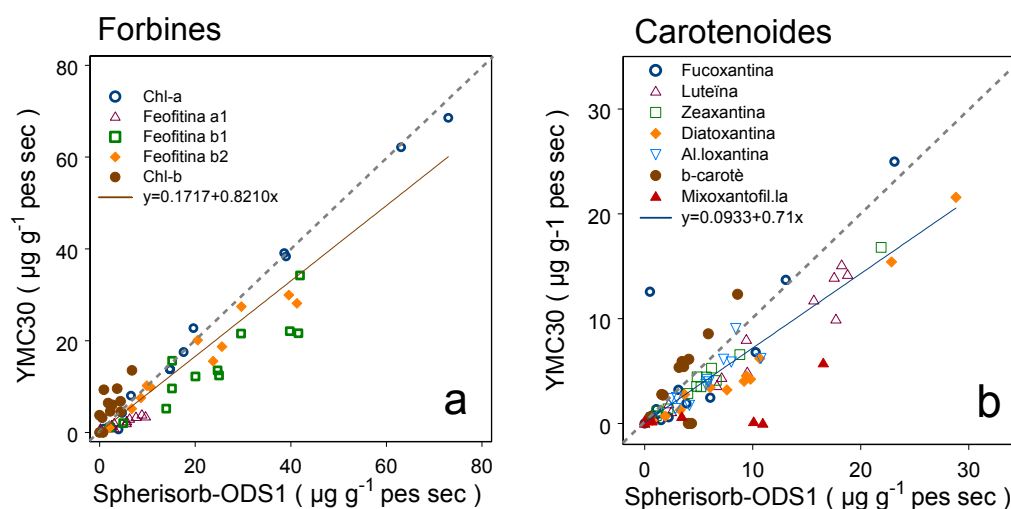 Forbines
80
60
40
20
0
YMC30 ( µg g-1 pes sec)
Chl-a
Feofitina a1
Feofitina b1
Feofitina b2
Chl-b
y=0.1717+0.8210x
a
0 20 40 60 80
Spherisorb-ODS1 ( µg g-1 pes sec)
Carotenoides
30
20
10
0
YMC30 ( µg g-1 pes sec)
Fucoxantina
Luteïna
Zeaxantina
Diatoxantina
Al.loxantina
b-carotè
Mixoxantofil.la
y=0.0933+0.71x
b
0 10 20 30
Spherisorb-ODS1 ( µg g-1 pes sec)